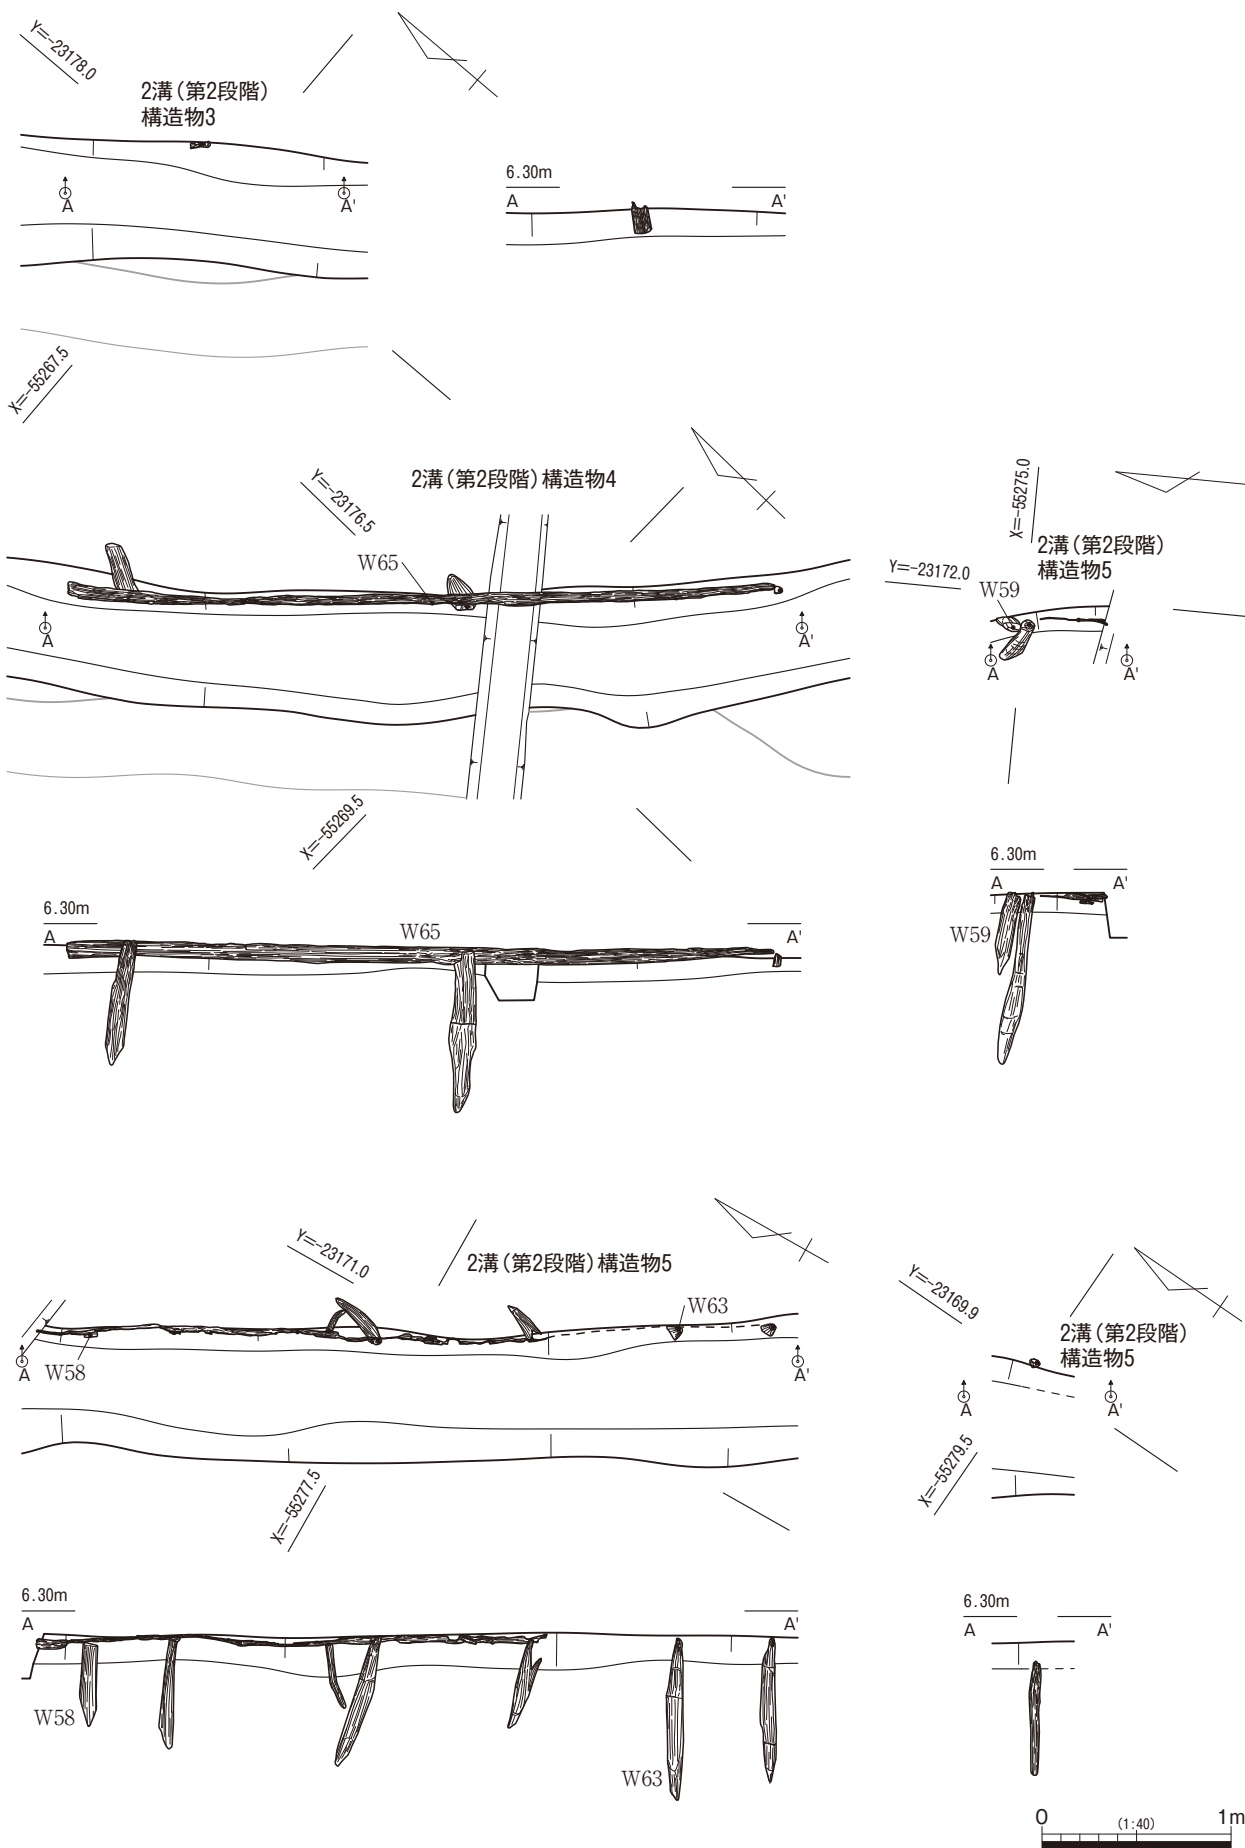 Y=-23178.0
2溝（第2段階）
構造物3
A
A'
6.30m
A
A'
X=-55267.5
2溝（第2段階）構造物4
Y=-23176.5
W65
A
A'
X=-55269.5
6.30m
A
W65
A'
X=-55275.0
2溝（第2段階）
構造物5
Y=-23172.0
W59
A
A'
6.30m
A
A'
W59
Y=-23171.0
2溝（第2段階）構造物5
W63
W58
A
A'
X=-55277.5
6.30m
A
A'
W58
W63
Y=-23169.9
2溝（第2段階）
構造物5
A
A'
X=-55279.5
6.30m
A
A'
0
(1:40)
1m